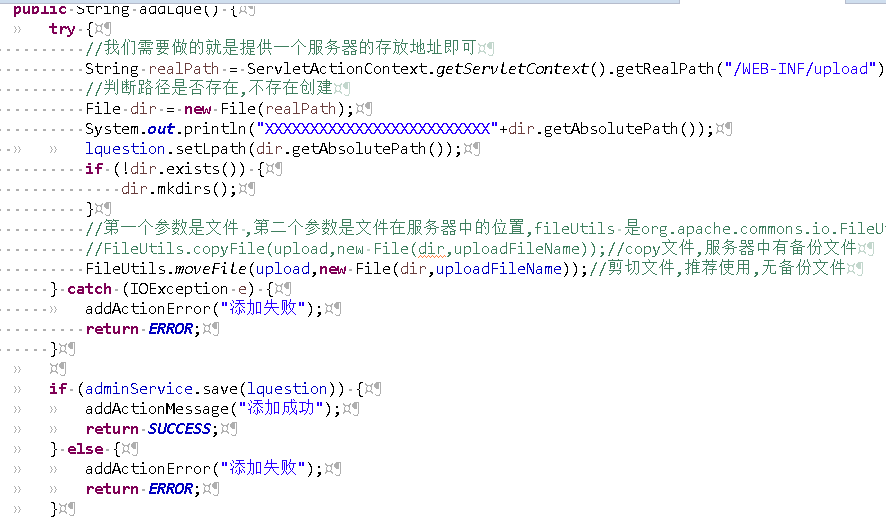 public String addLque() {
try {
//我们需要做的就是提供一个服务器的存放地址即可
String realPath = ServletActionContext.getServletContext().getRealPath("/WEB-INF/upload")
//判断路径是否存在,不存在创建
File dir = new File(realPath);
System.out.println("XXXXXXXXXXXXXXXXXXXXXXXXX"+dir.getAbsolutePath());
lquestion.setLpath(dir.getAbsolutePath());
if (!dir.exists()) {
dir.mkdirs();
}
//第一个参数是文件 ,第二个参数是文件在服务器中的位置,fileUtils 是org.apache.commons.io.FileU
//FileUtils.copyFile(upload,new File(dir,uploadFileName));//copy文件,服务器中有备份文件
FileUtils.moveFile(upload,new File(dir,uploadFileName));//剪切文件,推荐使用,无备份文件
} catch (IOException e) {
addActionError("添加失败");
return ERROR;
}
if (adminService.save(lquestion)) {
addActionMessage("添加成功");
return SUCCESS;
} else {
addActionError("添加失败");
return ERROR;
}